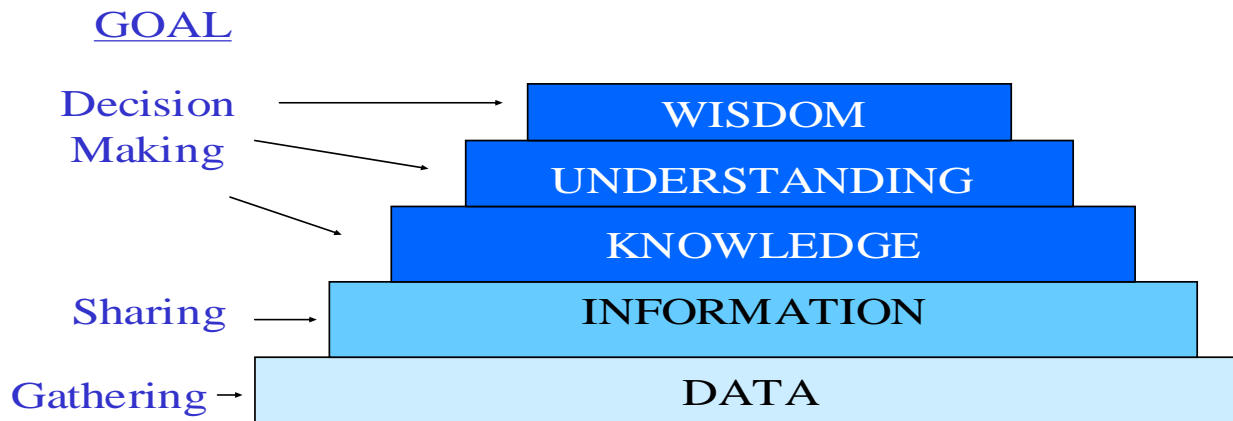 GOAL
Decision
Making
WISDOM
UNDERSTANDING
KNOWLEDGE
Sharing
INFORMATION
Gathering
DATA